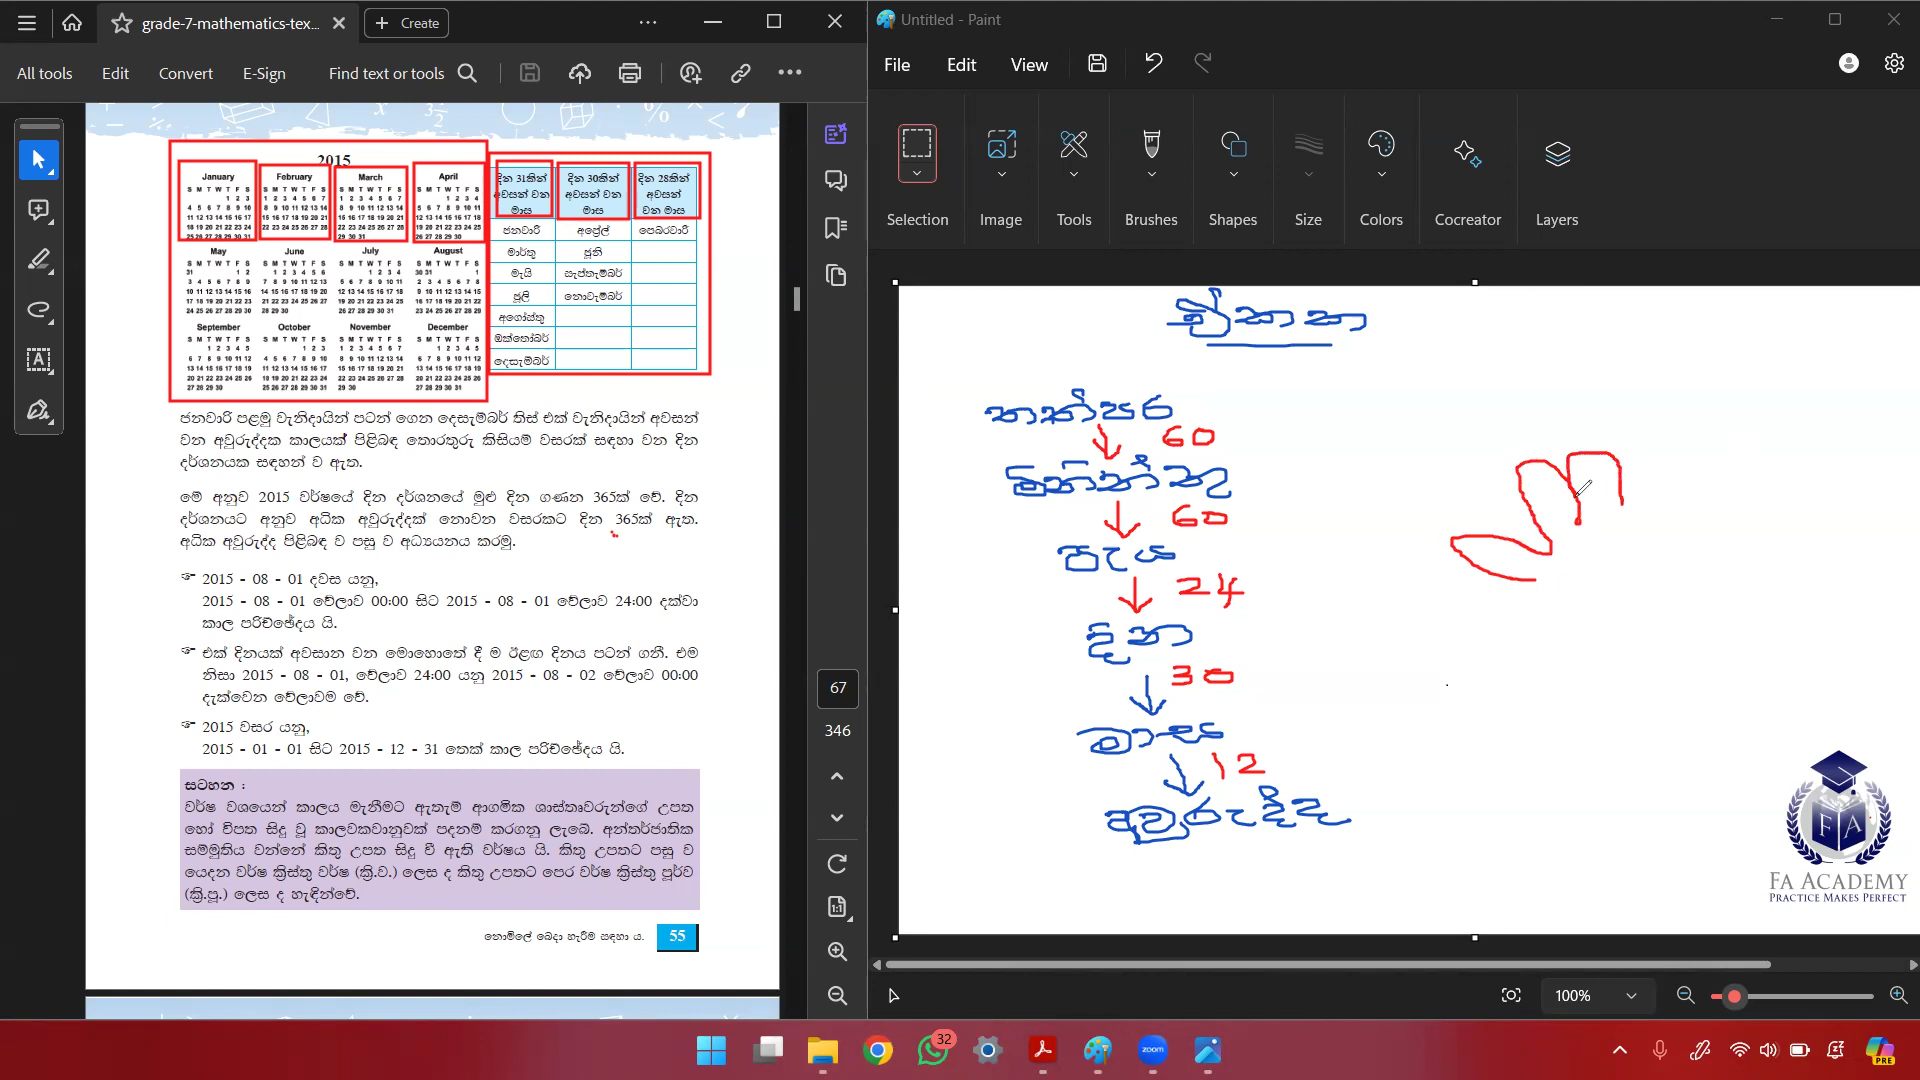 grade-7-mathematics-tex...
Create
All tools
Edit
Convert
E-Sign
Find text or tools
2015
January
February
March
April
May
June
July
August
September
October
November
December
දින 31කින් අවසන් වන මාස
දින 30කින් අවසන් වන මාස
දින 28කින් අවසන් වන මාස
ජනවාරි අප්‍රේල් පෙබරවාරි
මාර්තු ජූනි
මැයි සැප්තැම්බර්
ජූලි නොවැම්බර්
අගෝස්තු
ඔක්තෝබර්
දෙසැම්බර්
ජනවාරි පළමු වැනිදායින් පටන් ගෙන දෙසැම්බර් තිස් එක් වැනිදායින් අවසන්
වන අවුරුද්දක කාලයක් පිළිබඳ තොරතුරු කිසියම් වසරක් සඳහා වන දින
දර්ශනයක සඳහන් ව ඇත.
මේ අනුව 2015 වර්ෂයේ දින දර්ශනයේ මුළු දින ගණන 365ක් වේ. දින
දර්ශනයට අනුව අධික අවුරුද්දක් නොවන වසරකට දින 365ක් ඇත.
අධික අවුරුද්ද පිළිබඳ ව පසු ව අධ්‍යයනය කරමු.
☞ 2015 - 08 - 01 දවස යනු,
2015 - 08 - 01 වේලාව 00:00 සිට 2015 - 08 - 01 වේලාව 24:00 දක්වා
කාල පරිච්ඡේදය යි.
☞ එක් දිනයක් අවසාන වන මොහොතේ දී ම ඊළඟ දිනය පටන් ගනී. එම
නිසා 2015 - 08 - 01, වේලාව 24:00 යනු 2015 - 08 - 02 වේලාව 00:00
දැක්වෙන වේලාවම වේ.
☞ 2015 වසර යනු,
2015 - 01 - 01 සිට 2015 - 12 - 31 තෙක් කාල පරිච්ඡේදය යි.
සටහන :
වර්ෂ වශයෙන් කාලය මැනීමට ඇතැම් ආගමික ශාස්තෘවරුන්ගේ උපත
හෝ විපත සිදු වූ කාලවකවානුවක් පදනම් කරගනු ලැබේ. අන්තර්ජාතික
සම්මුතිය වන්නේ කිතු උපත සිදු වී ඇති වර්ෂය යි. කිතු උපතට පසු ව
යෙදෙන වර්ෂ ක්‍රිස්තු වර්ෂ (ක්‍රි.ව.) ලෙස ද කිතු උපතට පෙර වර්ෂ ක්‍රිස්තු පූර්ව
(ක්‍රි.පූ.) ලෙස ද හැඳින්වේ.
නොමිලේ බෙදා හැරීම සඳහා ය. 55
67
346
Untitled - Paint
File
Edit
View
Selection
Image
Tools
Brushes
Shapes
Size
Colors
Cocreator
Layers
60
60
පැය
24
දින
30
මාස
12
FA
FA ACADEMY
PRACTICE MAKES PERFECT
100%
32
zoom
PRE